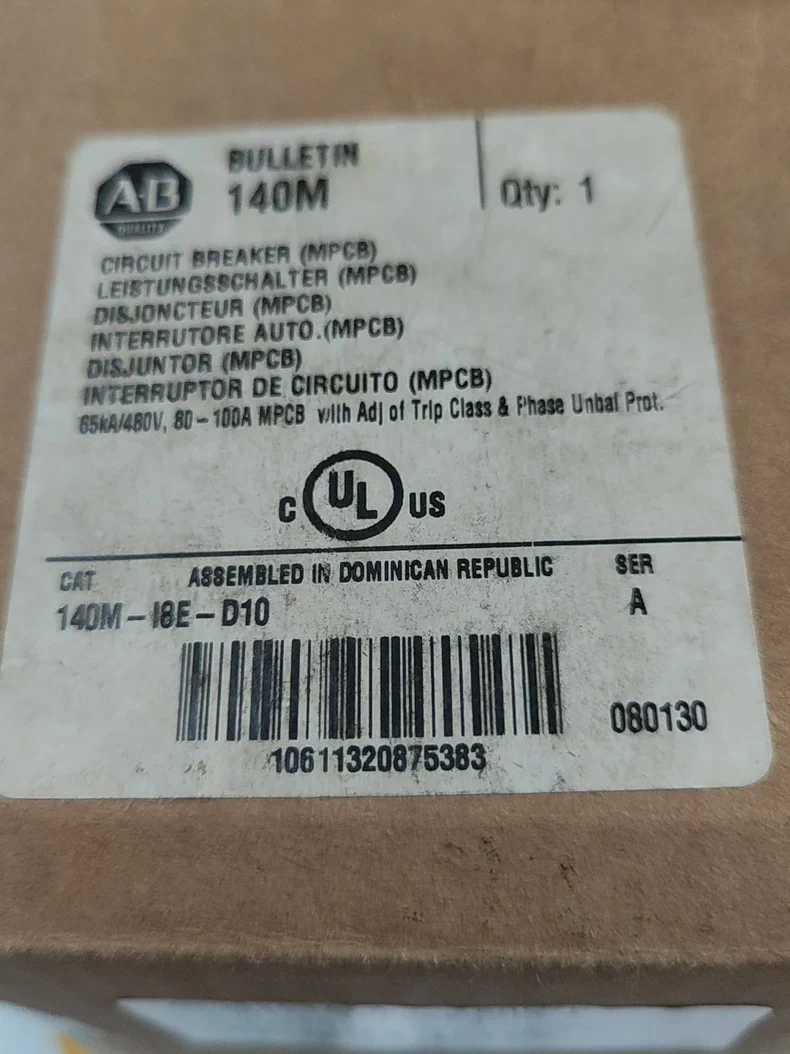 AB
QUALITY
BULLETIN
140M
Qty: 1
CIRCUIT BREAKER (MPCB)
LEISTUNGSSCHALTER (MPCB)
DISJONCTEUR (MPCB)
INTERRUTORE AUTO.(MPCB)
DISJUNTOR (MPCB)
INTERRUPTOR DE CIRCUITO (MPCB)
65kA/480V, 80-100A MPCB with Adj of Trip Class & Phase Unbal Prot.
C UL US
CAT ASSEMBLED IN DOMINICAN REPUBLIC SER
140M-I8E-D10 A
080130
10611320875383